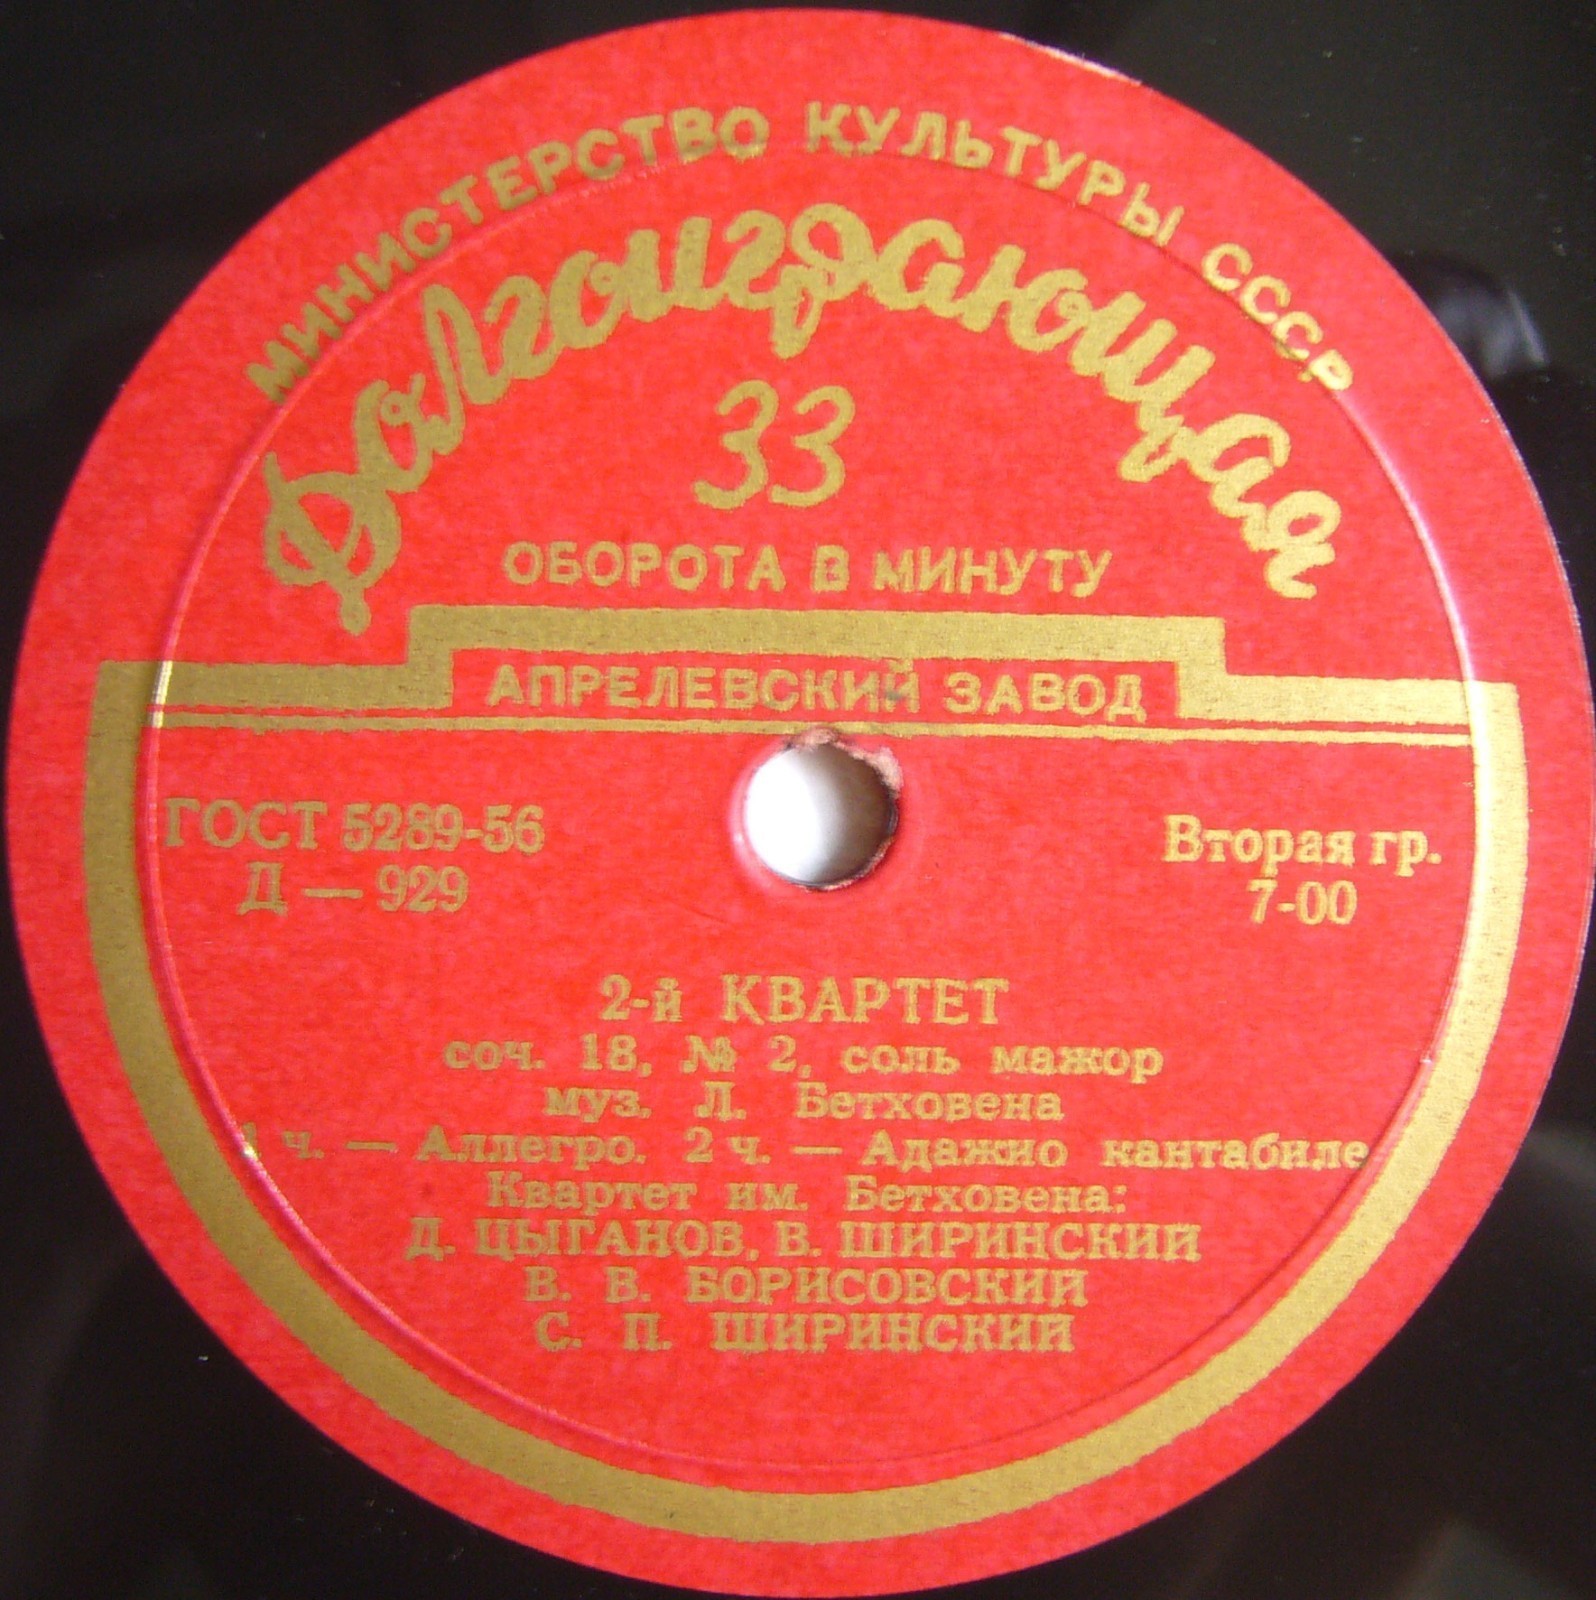 МИНИСТЕРСТВО КУЛЬТУРЫ СССР
Долгоиграющая
33
ОБОРОТА В МИНУТУ
АПРЕЛЕВСКИЙ ЗАВОД
ГОСТ 5289-56
Д — 929
Вторая гр.
7-00
2-й КВАРТЕТ
соч. 18, № 2, соль мажор
муз. Л. Бетховена
1 ч. — Аллегро. 2 ч. — Адажио кантабиле
Квартет им. Бетховена:
Д. ЦЫГАНОВ, В. ШИРИНСКИЙ
В. В. БОРИСОВСКИЙ
С. П. ШИРИНСКИЙ